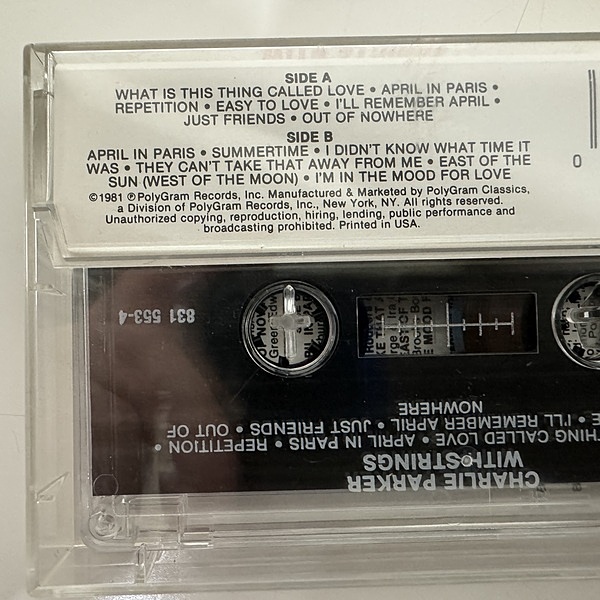 SIDE A
WHAT IS THIS THING CALLED LOVE • APRIL IN PARIS •
REPETITION • EASY TO LOVE • I'LL REMEMBER APRIL •
JUST FRIENDS • OUT OF NOWHERE
SIDE B
APRIL IN PARIS • SUMMERTIME • I DIDN'T KNOW WHAT TIME IT
WAS • THEY CAN'T TAKE THAT AWAY FROM ME • EAST OF THE
SUN (WEST OF THE MOON) • I'M IN THE MOOD FOR LOVE
©1981 ℗PolyGram Records, Inc. Manufactured & Marketed by PolyGram Classics,
a Division of PolyGram Records, Inc., New York, NY. All rights reserved.
Unauthorized copying, reproduction, hiring, lending, public performance and
broadcasting prohibited. Printed in USA.
0
CHARLIE PARKER
WITH STRINGS
THING CALLED LOVE • APRIL IN PARIS • REPETITION •
E • I'LL REMEMBER APRIL • JUST FRIENDS • OUT OF
NOWHERE
831 553-4